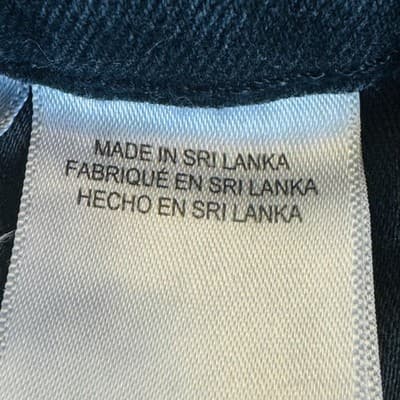 MADE IN SRI LANKA
FABRIQUÉ EN SRI LANKA
HECHO EN SRI LANKA